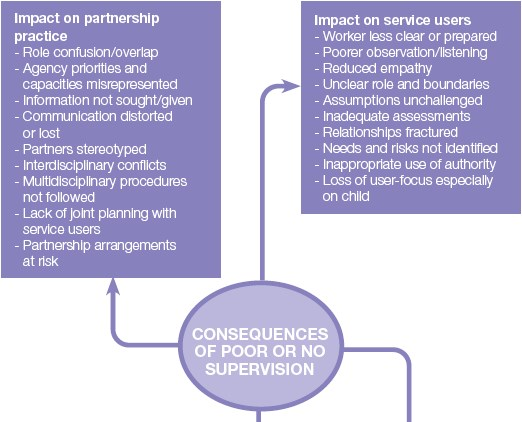 Impact on partnership
practice
- Role confusion/overlap
- Agency priorities and
capacities misrepresented
- Information not sought/given
- Communication distorted
or lost
- Partners stereotyped
- Interdisciplinary conflicts
- Multidisciplinary procedures
not followed
- Lack of joint planning with
service users
- Partnership arrangements
at risk
Impact on service users
- Worker less clear or prepared
- Poorer observation/listening
- Reduced empathy
- Unclear role and boundaries
- Assumptions unchallenged
- Inadequate assessments
- Relationships fractured
- Needs and risks not identified
- Inappropriate use of authority
- Loss of user-focus especially
on child
CONSEQUENCES
OF POOR OR NO
SUPERVISION